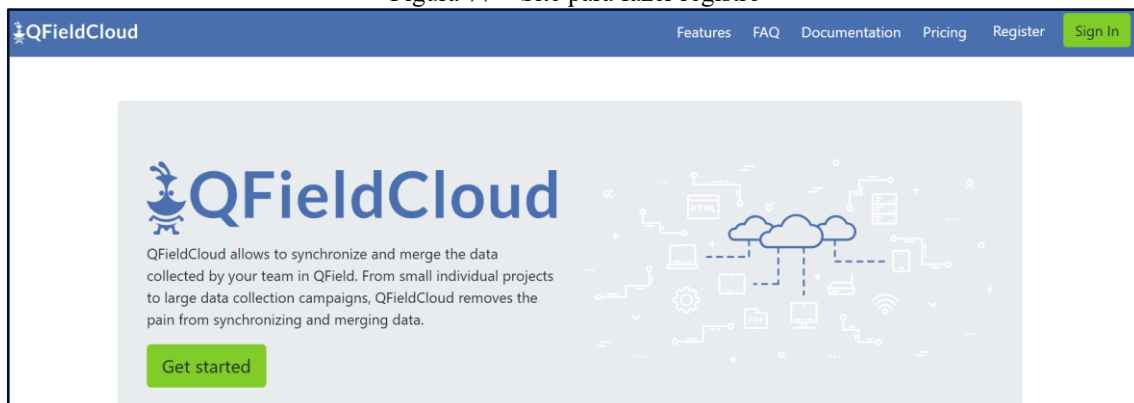 QFieldCloud
Features FAQ Documentation Pricing Register Sign In
QFieldCloud
QFieldCloud allows to synchronize and merge the data
collected by your team in QField. From small individual projects
to large data collection campaigns, QFieldCloud removes the
pain from synchronizing and merging data.
Get started
HTML
FTP